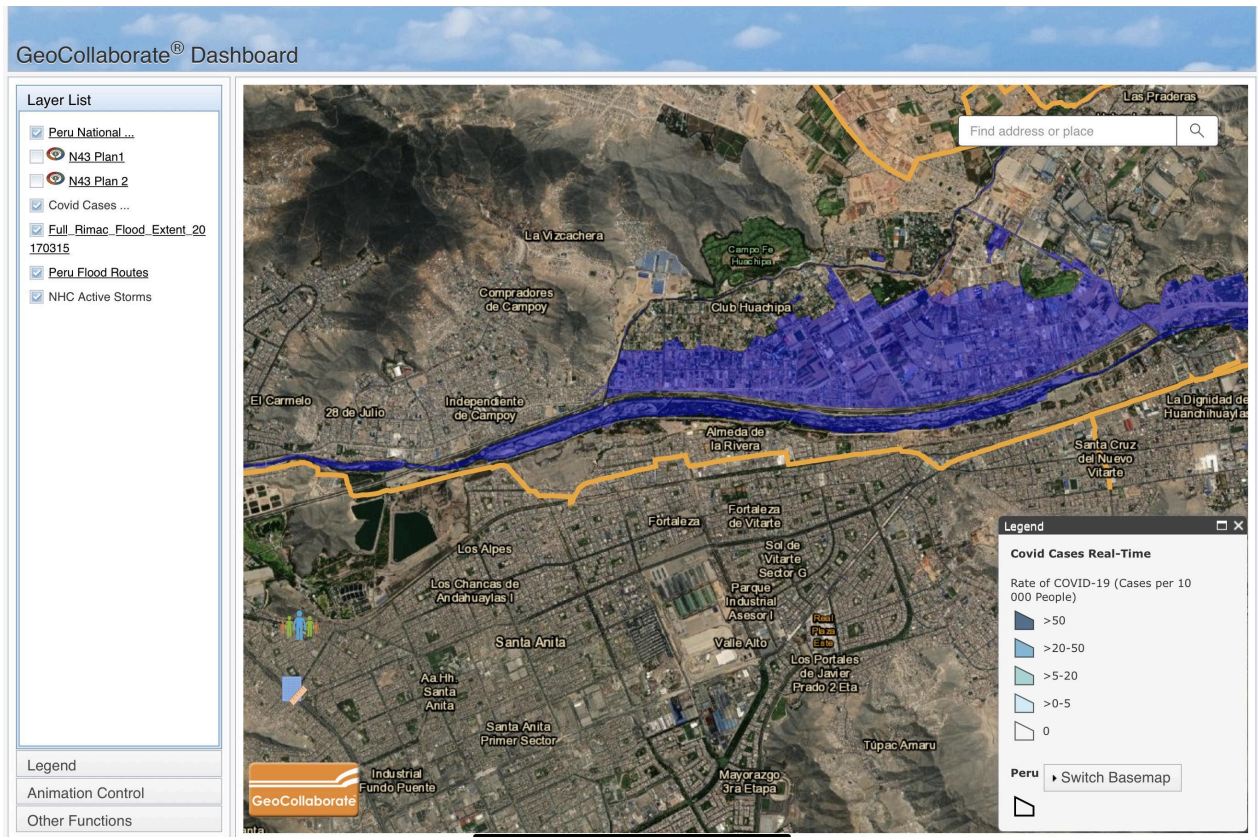 GeoCollaborate® Dashboard
Layer List
Peru National ...
N43 Plan1
N43 Plan 2
Covid Cases ...
Full_Rimac_Flood_Extent_20
170315
Peru Flood Routes
NHC Active Storms
Legend
Animation Control
Other Functions
Las Praderas
Find address or place
La Vizcachera
Campo Fe
Huachipa
Compradores
de Campoy
Club Huachipa
El Carmelo
28 de Julio
Independiente
de Campoy
La Dignidad de
Huanchihuaylas
Almeda de
la Rivera
Santa Cruz
del Nuevo
Vitarte
Fortaleza
Fortaleza
de Vitarte
Los Alpes
Sol de
Vitarte
Sector G
Los Chancas de
Andahuaylas I
Parque
Industrial
Asesor I
Real
Plaza
Este
Santa Anita
Valle Alto
Los Portales
de Javier
Prado 2 Eta
Aa.Hh.
Santa
Anita
Santa Anita
Primer Sector
Túpac Amaru
Industrial
Fundo Puente
Mayorazgo
3ra Etapa
GeoCollaborate
Legend
Covid Cases Real-Time
Rate of COVID-19 (Cases per 10
000 People)
>50
>20-50
>5-20
>0-5
0
Peru
Switch Basemap